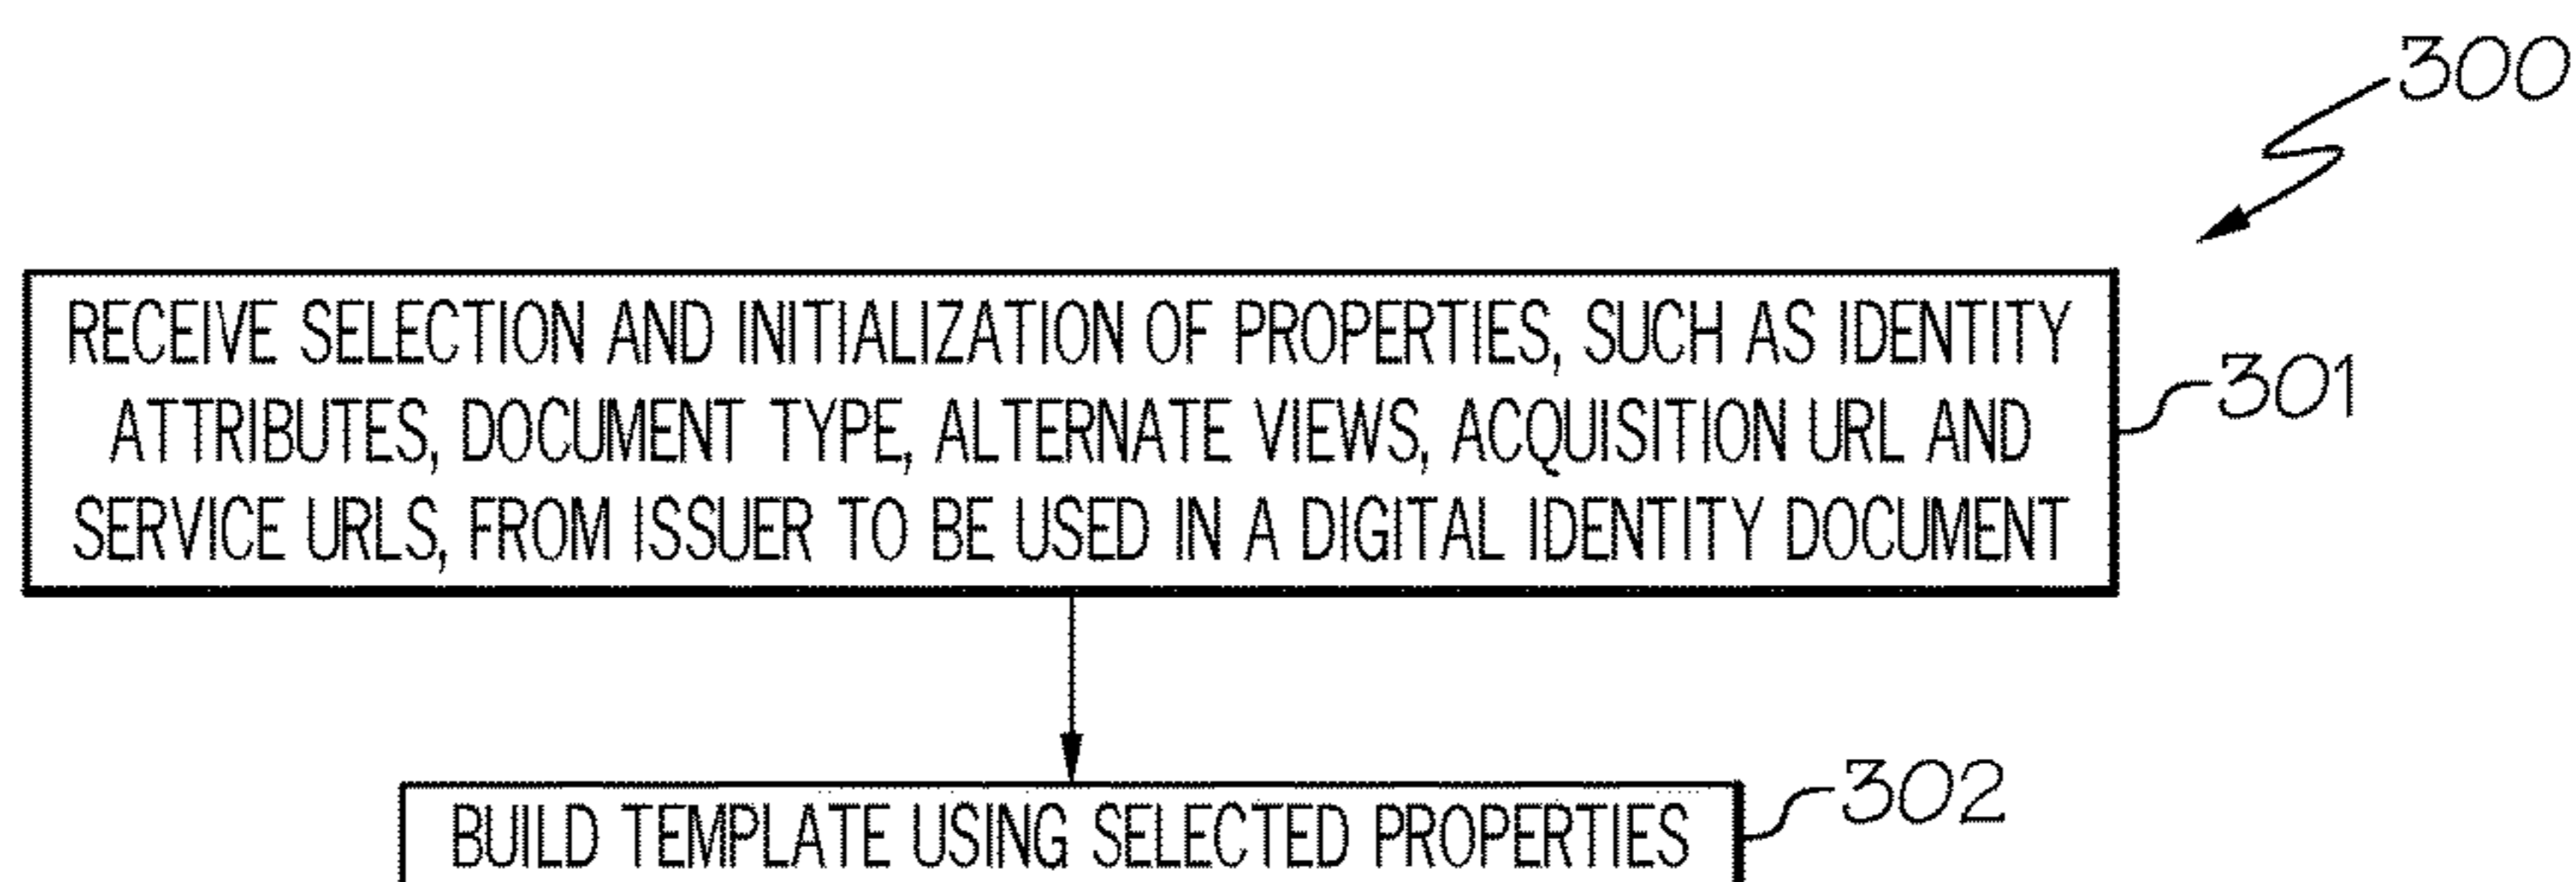 300
RECEIVE SELECTION AND INITIALIZATION OF PROPERTIES, SUCH AS IDENTITY
ATTRIBUTES, DOCUMENT TYPE, ALTERNATE VIEWS, ACQUISITION URL AND
SERVICE URLS, FROM ISSUER TO BE USED IN A DIGITAL IDENTITY DOCUMENT
301
BUILD TEMPLATE USING SELECTED PROPERTIES
302